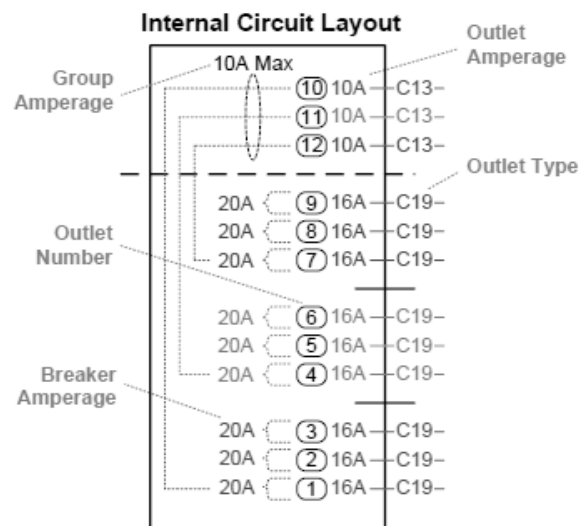 Internal Circuit Layout
Group
Amperage
10A Max
Outlet
Amperage
10 10A C13
11 10A C13
12 10A C13
Outlet Type
20A 9 16A C19
20A 8 16A C19
20A 7 16A C19
Outlet
Number
20A 6 16A C19
20A 5 16A C19
20A 4 16A C19
Breaker
Amperage
20A 3 16A C19
20A 2 16A C19
20A 1 16A C19